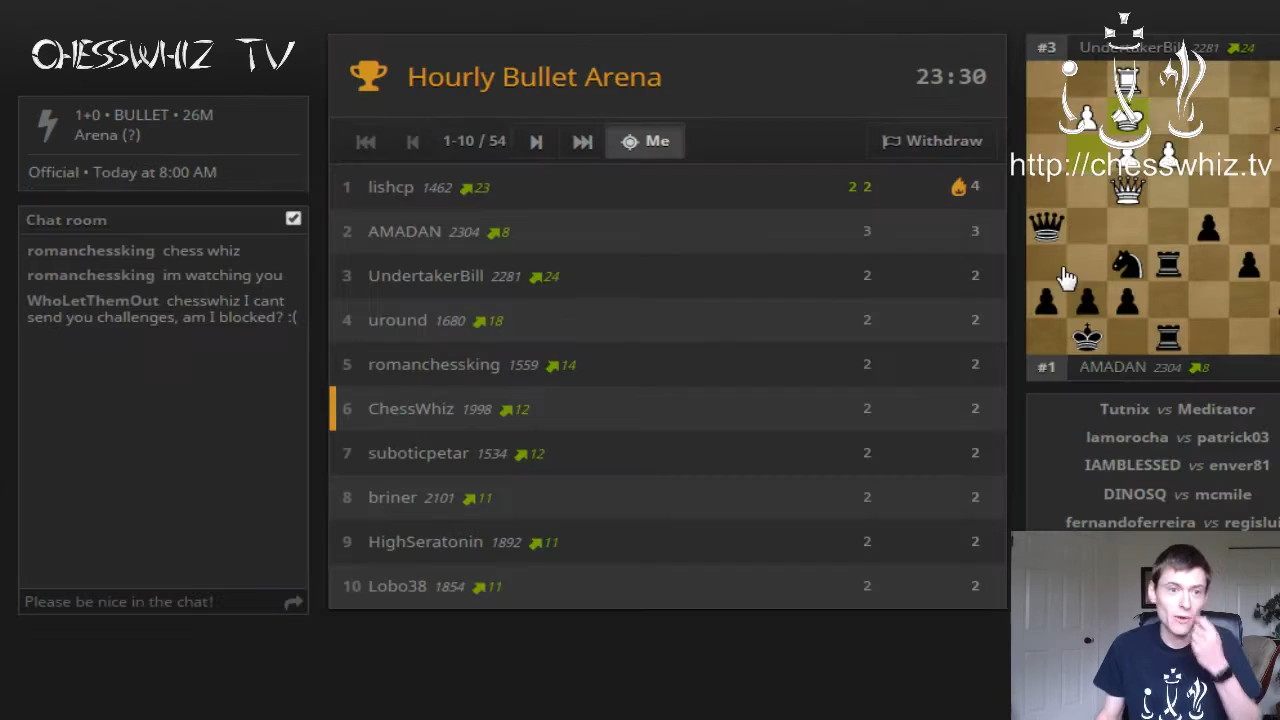 CHESSWHIZ TV
1+0 • BULLET • 26M
Arena (?)
Official • Today at 8:00 AM
Chat room
romanchessking chess whiz
romanchessking im watching you
WhoLetThemOut chesswhiz I cant
send you challenges, am I blocked? :(
Please be nice in the chat!
Hourly Bullet Arena
23:30
1-10 / 54
Me
Withdraw
1 lishcp 1462 23 2 2 4
2 AMADAN 2304 8 3 3
3 UndertakerBill 2281 24 2 2
4 uround 1680 18 2 2
5 romanchessking 1559 14 2 2
6 ChessWhiz 1998 12 2 2
7 suboticpetar 1534 12 2 2
8 briner 2101 11 2 2
9 HighSeratonin 1892 11 2 2
10 Lobo38 1854 11 2 2
#3 UndertakerBill 2281 24
http://chesswhiz.tv
#1 AMADAN 2304 8
Tutnix vs Meditator
lamorocha vs patrick03
IAMBLESSED vs enver81
DINOSQ vs mcmile
fernandoferreira vs regislui